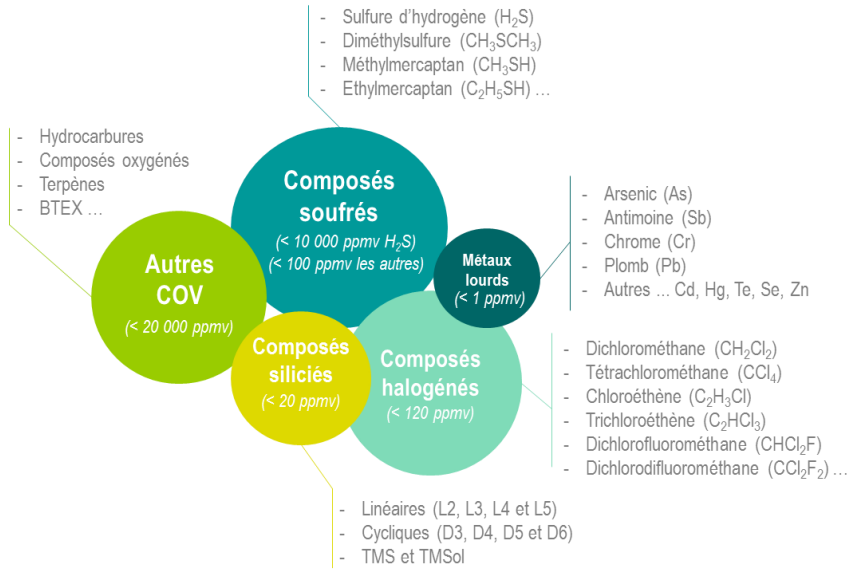 - Sulfure d’hydrogène (H₂S)
- Diméthylsulfure (CH₃SCH₃)
- Méthylmercaptan (CH₃SH)
- Ethylmercaptan (C₂H₅SH) …
- Hydrocarbures
- Composés oxygénés
- Terpènes
- BTEX …
Composés
soufrés
(< 10 000 ppmv H₂S)
(< 100 ppmv les autres)
- Arsenic (As)
- Antimoine (Sb)
- Chrome (Cr)
- Plomb (Pb)
- Autres … Cd, Hg, Te, Se, Zn
Métaux
lourds
(< 1 ppmv)
Autres
COV
(< 20 000 ppmv)
Composés
siliciés
(< 20 ppmv)
Composés
halogénés
(< 120 ppmv)
- Dichlorométhane (CH₂Cl₂)
- Tétrachlorométhane (CCl₄)
- Chloroéthène (C₂H₃Cl)
- Trichloroéthène (C₂HCl₃)
- Dichlorofluorométhane (CHCl₂F)
- Dichlorodifluorométhane (CCl₂F₂) …
- Linéaires (L2, L3, L4 et L5)
- Cycliques (D3, D4, D5 et D6)
- TMS et TMSol